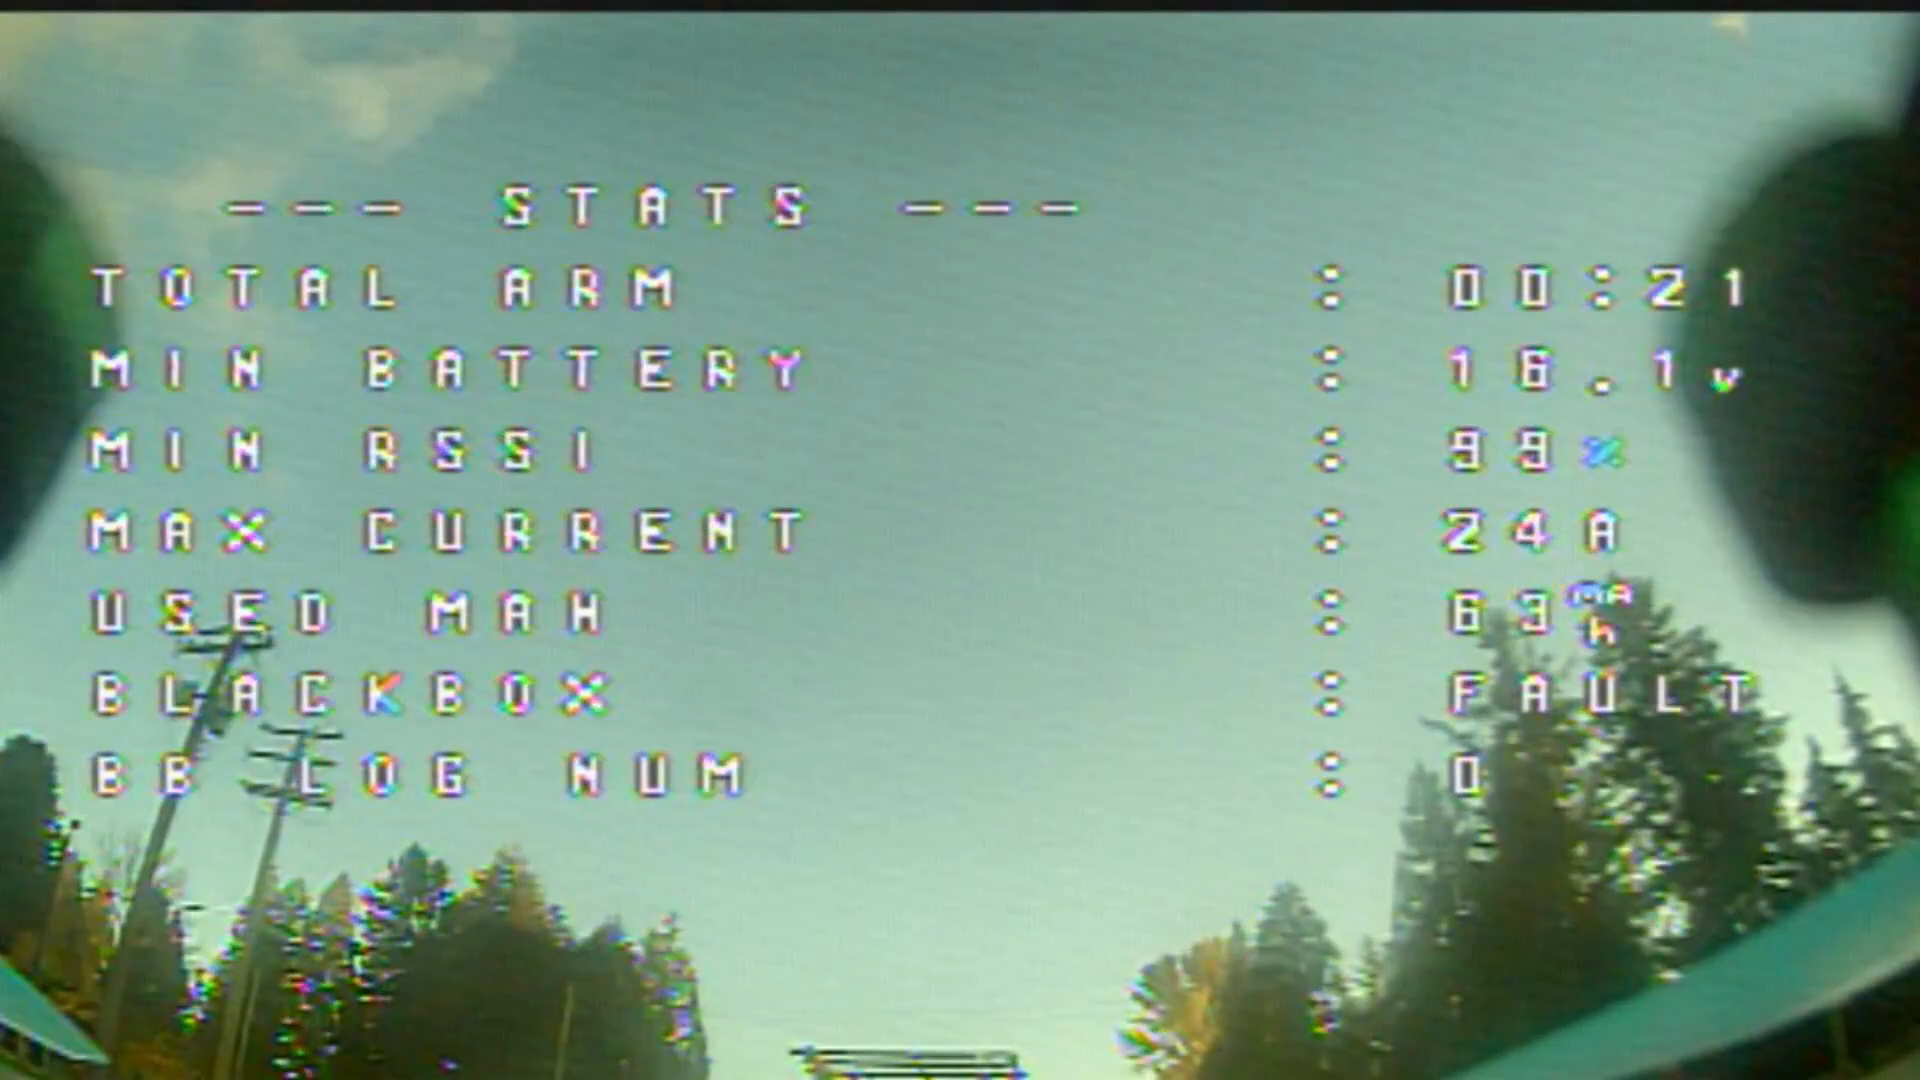 --- STATS ---
TOTAL ARM : 00:21
MIN BATTERY : 16.1v
MIN RSSI : 99%
MAX CURRENT : 24A
USED MAH : 63mAh
BLACKBOX : FAULT
BB LOG NUM : 0